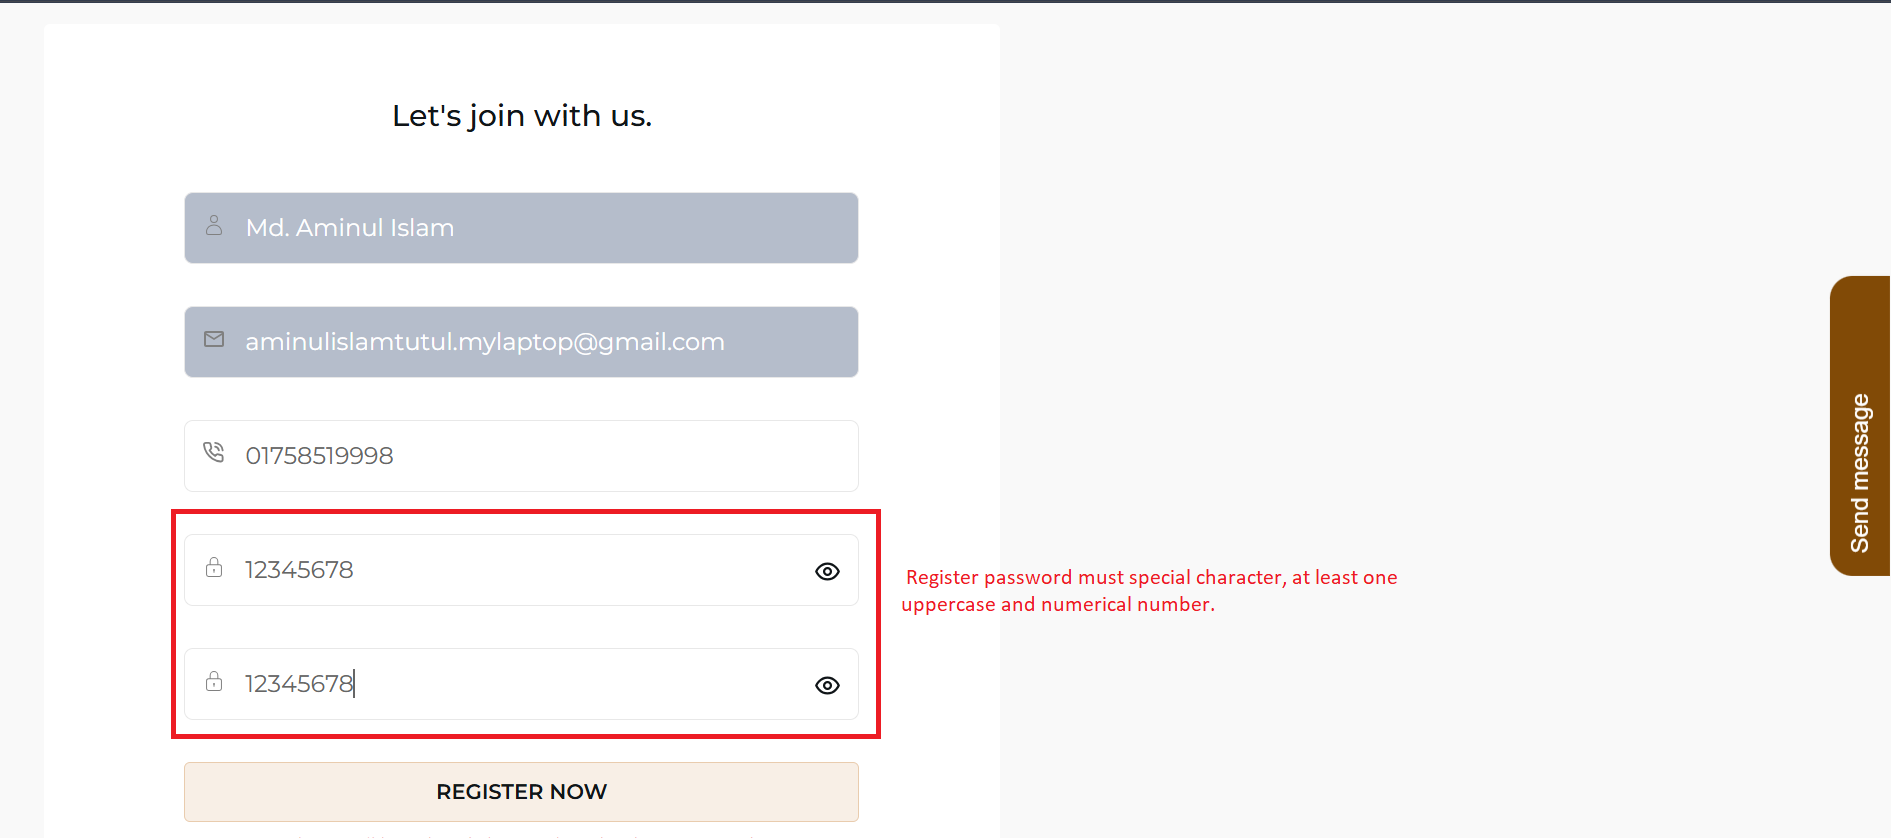 Let's join with us.
Md. Aminul Islam
aminulislamtutul.mylaptop@gmail.com
01758519998
12345678
Register password must special character, at least one
uppercase and numerical number.
12345678
REGISTER NOW
Send message